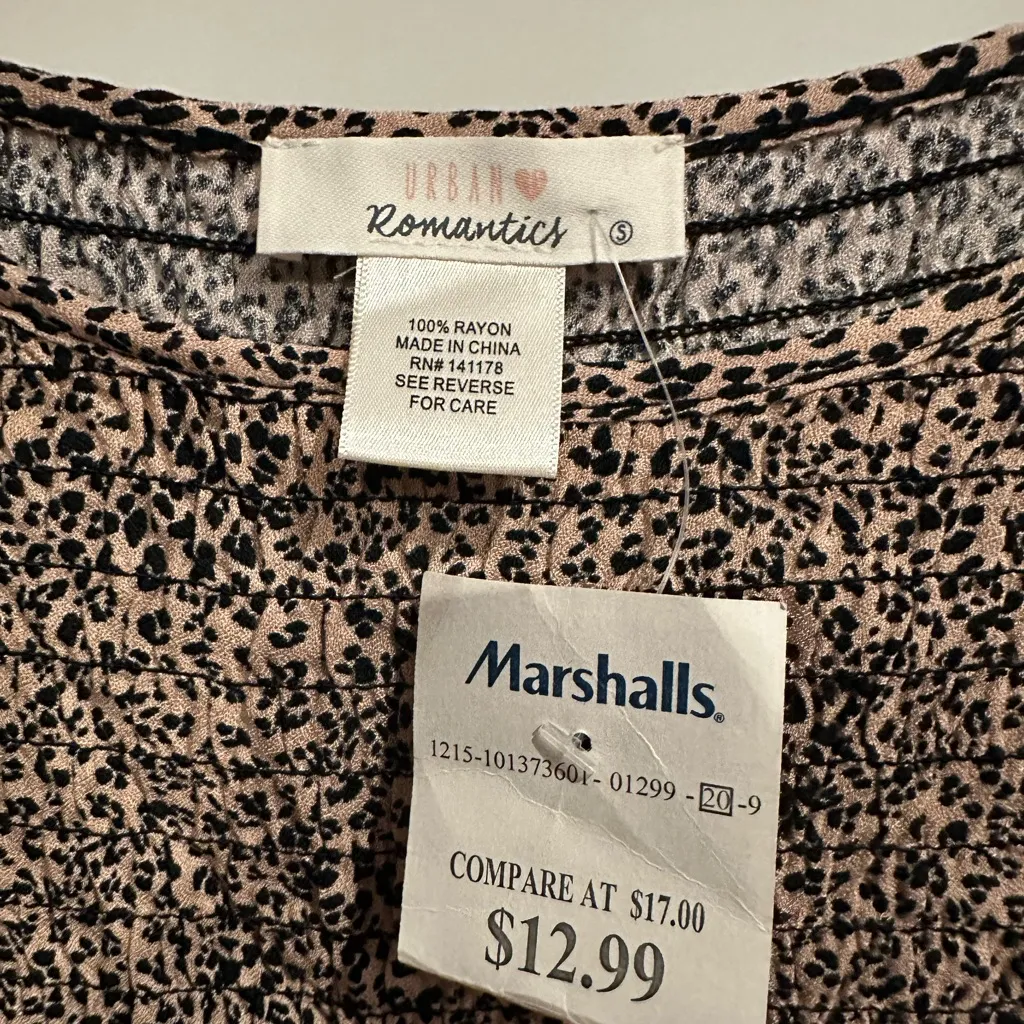 URBAN
Romantics S
100% RAYON
MADE IN CHINA
RN# 141178
SEE REVERSE
FOR CARE
Marshalls®
1215-101373601- 01299 -20-9
COMPARE AT $17.00
$12.99